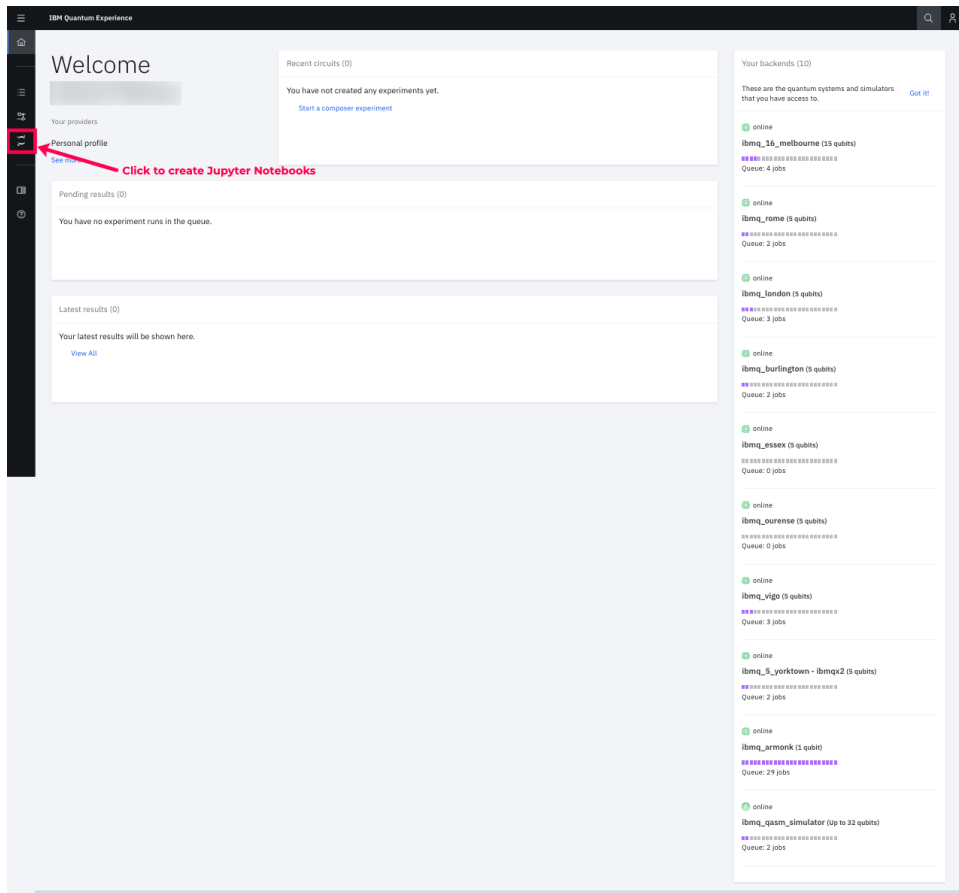 IBM Quantum Experience
Welcome
Your providers
Personal profile
Click to create Jupyter Notebooks
Recent circuits (0)
You have not created any experiments yet.
Start a composer experiment
Pending results (0)
You have no experiment runs in the queue.
Latest results (0)
Your latest results will be shown here.
View All
Your backends (10)
These are the quantum systems and simulators
that you have access to.
Got it!
online
ibmq_16_melbourne (15 qubits)
Queue: 4 jobs
online
ibmq_rome (5 qubits)
Queue: 2 jobs
online
ibmq_london (5 qubits)
Queue: 3 jobs
online
ibmq_burlington (5 qubits)
Queue: 2 jobs
online
ibmq_essex (5 qubits)
Queue: 0 jobs
online
ibmq_ourense (5 qubits)
Queue: 0 jobs
online
ibmq_vigo (5 qubits)
Queue: 3 jobs
online
ibmq_5_yorktown - ibmqx2 (5 qubits)
Queue: 2 jobs
online
ibmq_armonk (1 qubit)
Queue: 29 jobs
online
ibmq_qasm_simulator (Up to 32 qubits)
Queue: 2 jobs